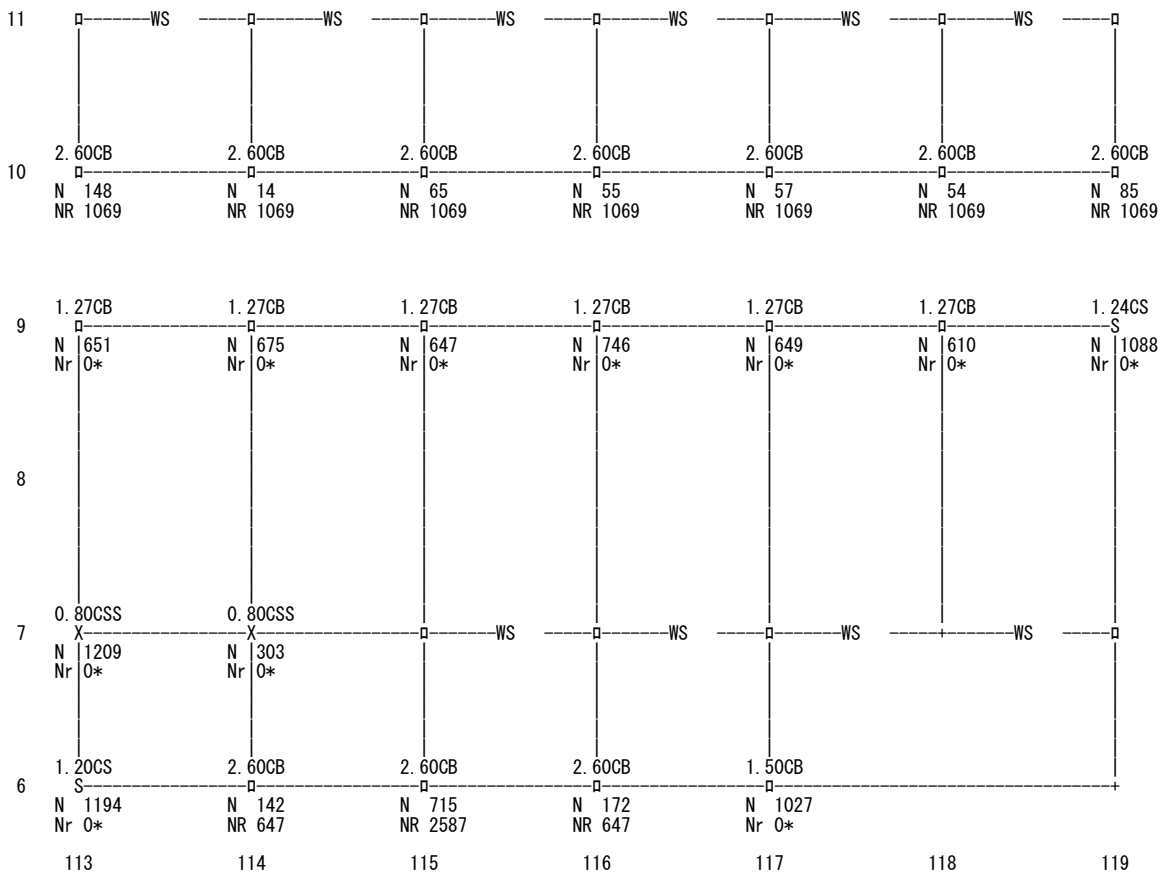 11 WS WS WS WS WS WS
2.60CB 2.60CB 2.60CB 2.60CB 2.60CB 2.60CB 2.60CB
10
N 148 N 14 N 65 N 55 N 57 N 54 N 85
NR 1069 NR 1069 NR 1069 NR 1069 NR 1069 NR 1069 NR 1069
1.27CB 1.27CB 1.27CB 1.27CB 1.27CB 1.27CB 1.24CS
9 S
N 651 N 675 N 647 N 746 N 649 N 610 N 1088
Nr 0* Nr 0* Nr 0* Nr 0* Nr 0* Nr 0* Nr 0*
8
0.80CSS 0.80CSS
7 X X WS WS WS WS
N 1209 N 303
Nr 0* Nr 0*
1.20CS 2.60CB 2.60CB 2.60CB 1.50CB
6 S
N 1194 N 142 N 715 N 172 N 1027
Nr 0* NR 647 NR 2587 NR 647 Nr 0*
113 114 115 116 117 118 119